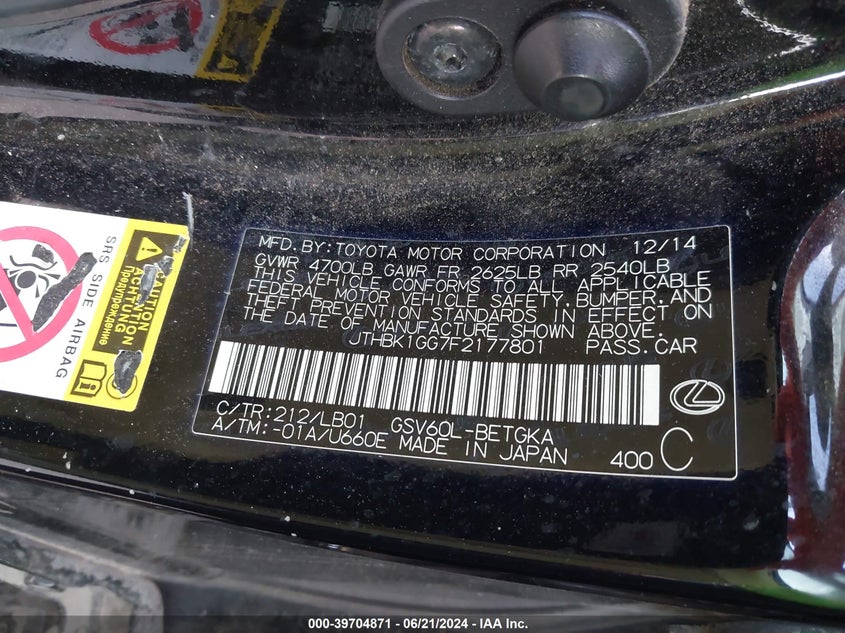 MFD. BY: TOYOTA MOTOR CORPORATION 12/14
GVWR 4700LB GAWR FR 2625LB RR 2540LB
THIS VEHICLE CONFORMS TO ALL APPLICABLE
FEDERAL MOTOR VEHICLE SAFETY, BUMPER, AND
THEFT PREVENTION STANDARDS IN EFFECT ON
THE DATE OF MANUFACTURE SHOWN ABOVE.
JTHBK1GG7F2177801 PASS. CAR
C/TR: 212/LB01 GSV60L-BETGKA
A/TM: -01A/U660E MADE IN JAPAN 400 C
SRS SIDE AIRBAG
CAUTION
ACHTUNG
ATTENTION
Предупреждение
000-39704871 - 06/21/2024 - IAA Inc.